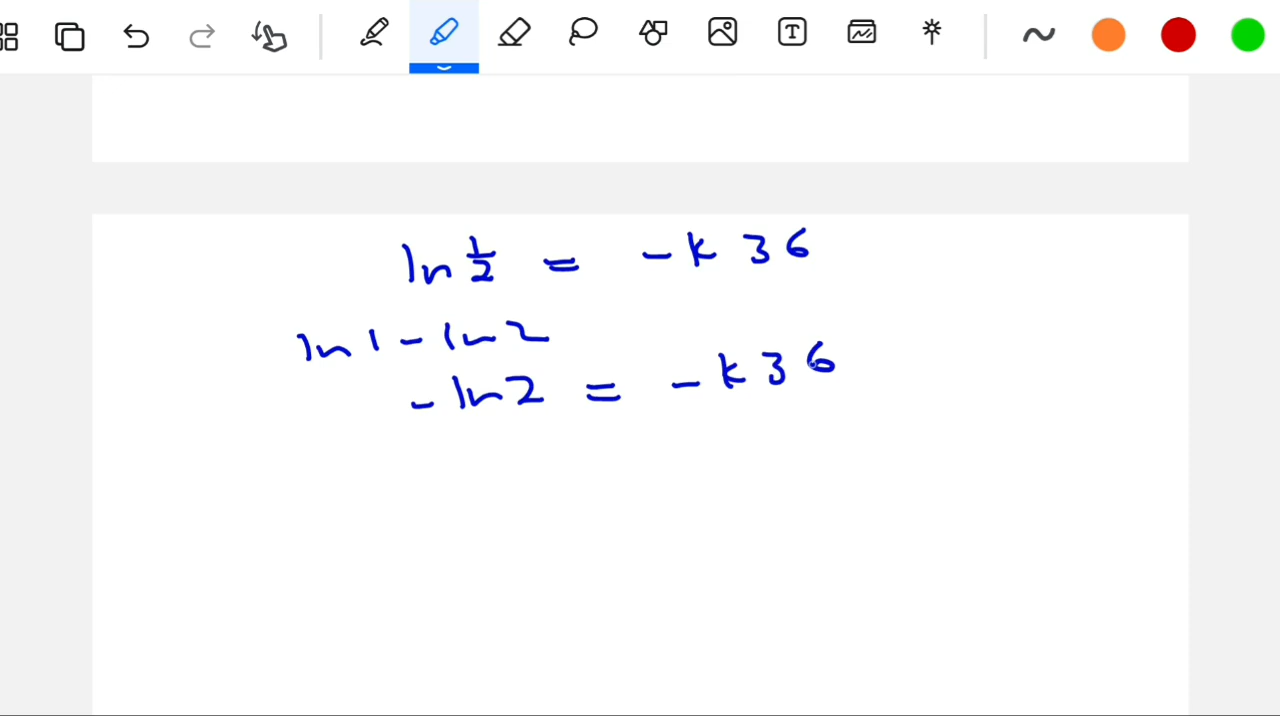 ln 1/2 = -k 36
ln 1 - ln 2
-ln 2 = -k 36